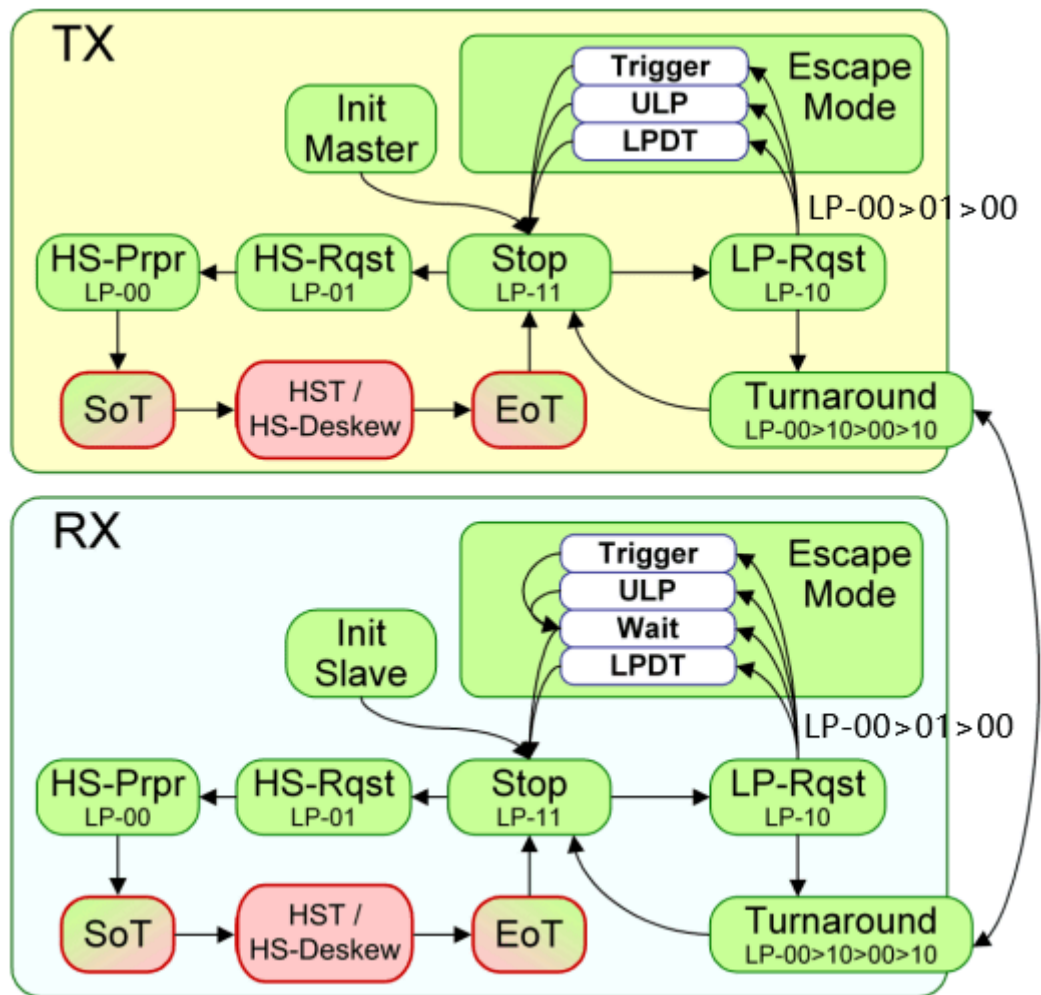 TX
Trigger
ULP
LPDT
Escape
Mode
Init
Master
LP-00>01>00
HS-Prpr
LP-00
HS-Rqst
LP-01
Stop
LP-11
LP-Rqst
LP-10
SoT
HST /
HS-Deskew
EoT
Turnaround
LP-00>10>00>10
RX
Trigger
ULP
Wait
LPDT
Escape
Mode
Init
Slave
LP-00>01>00
HS-Prpr
LP-00
HS-Rqst
LP-01
Stop
LP-11
LP-Rqst
LP-10
SoT
HST /
HS-Deskew
EoT
Turnaround
LP-00>10>00>10